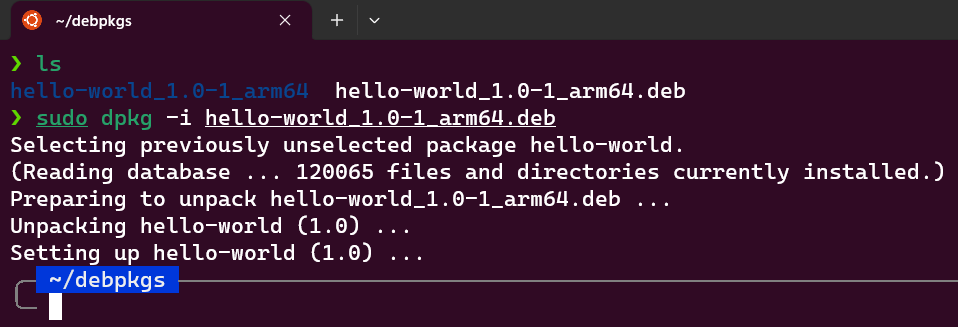 ~/debpkgs
❯ ls
hello-world_1.0-1_arm64  hello-world_1.0-1_arm64.deb
❯ sudo dpkg -i hello-world_1.0-1_arm64.deb
Selecting previously unselected package hello-world.
(Reading database ... 120065 files and directories currently installed.)
Preparing to unpack hello-world_1.0-1_arm64.deb ...
Unpacking hello-world (1.0) ...
Setting up hello-world (1.0) ...
~/debpkgs